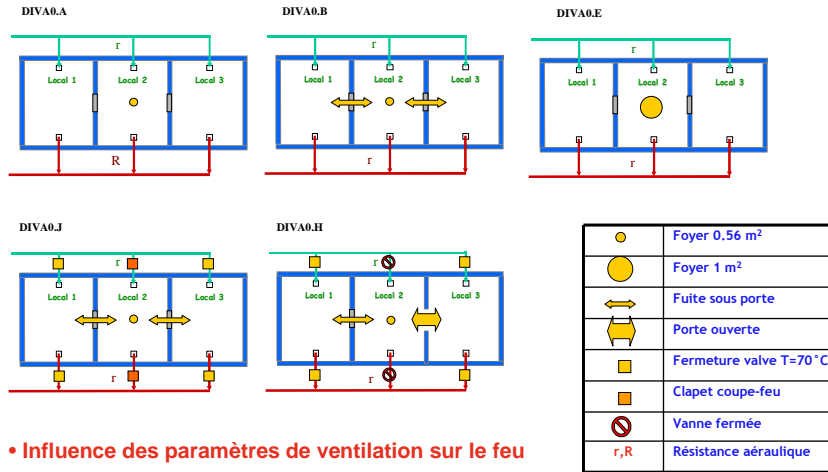 DIVA0.A
r
Local 1
Local 2
Local 3
R
DIVA0.B
r
Local 1
Local 2
Local 3
r
DIVA0.E
r
Local 1
Local 2
Local 3
r
DIVA0.J
r
Local 1
Local 2
Local 3
r
DIVA0.H
r
Local 1
Local 2
Local 3
r
Foyer 0.56 m²
Foyer 1 m²
Fuite sous porte
Porte ouverte
Fermeture valve T=70°C
Clapet coupe-feu
Vanne fermée
r,R Résistance aéraulique
• Influence des paramètres de ventilation sur le feu